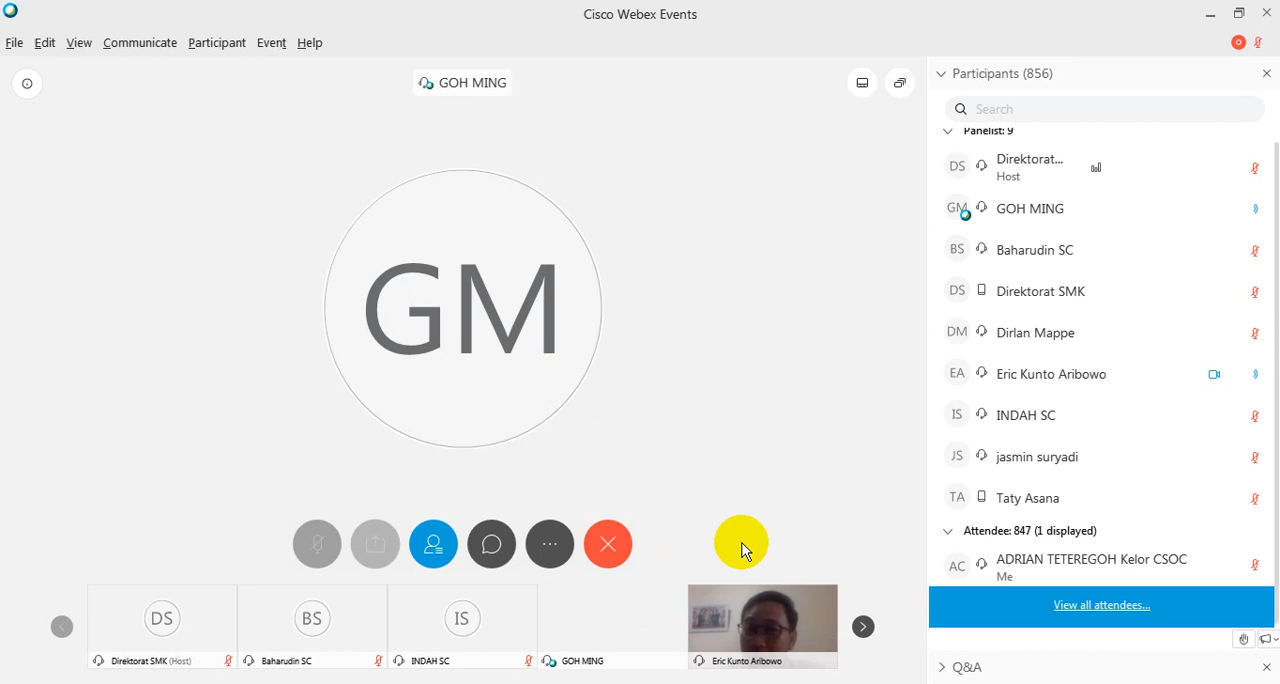 Cisco Webex Events
File Edit View Communicate Participant Event Help
GOH MING
GM
DS
Direktorat SMK (Host)
BS
Baharudin SC
IS
INDAH SC
GOH MING
Eric Kunto Aribowo
Participants (856)
Search
Panelist: 9
DS Direktorat...
Host
GM GOH MING
BS Baharudin SC
DS Direktorat SMK
DM Dirlan Mappe
EA Eric Kunto Aribowo
IS INDAH SC
JS jasmin suryadi
TA Taty Asana
Attendee: 847 (1 displayed)
AC ADRIAN TETEREGOH Kelor CSOC
Me
View all attendees...
Q&A